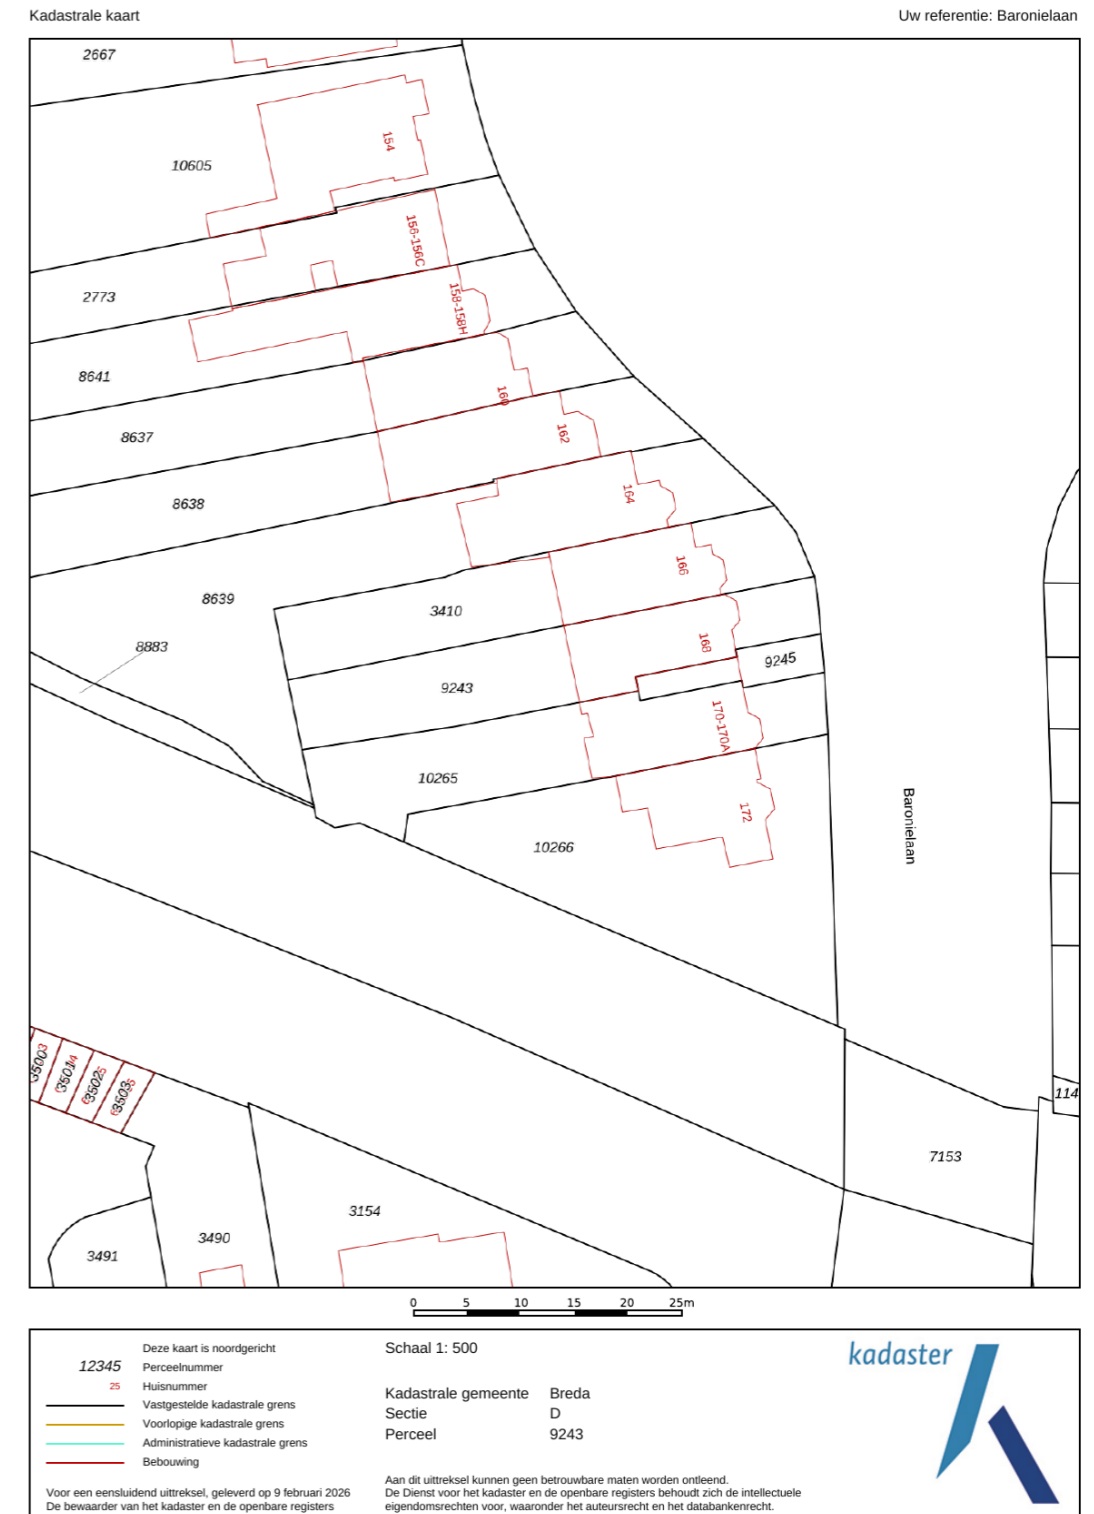 Kadastrale kaart
Uw referentie: Baronielaan
2667
154
10605
156-156C
2773
158-158H
8641
160
8637
162
8638
164
166
8639
3410
8883
168
9245
9243
170-170A
10265
172
10266
Baronielaan
3500
3501
3502
3503
114
7153
3154
3490
3491
0 5 10 15 20 25m
Deze kaart is noordgericht
12345 Perceelnummer
25 Huisnummer
Vastgestelde kadastrale grens
Voorlopige kadastrale grens
Administratieve kadastrale grens
Bebouwing
Voor een eensluidend uittreksel, geleverd op 9 februari 2026
De bewaarder van het kadaster en de openbare registers
Schaal 1: 500
Kadastrale gemeente Breda
Sectie D
Perceel 9243
Aan dit uittreksel kunnen geen betrouwbare maten worden ontleend.
De Dienst voor het kadaster en de openbare registers behoudt zich de intellectuele
eigendomsrechten voor, waaronder het auteursrecht en het databankenrecht.
kadaster